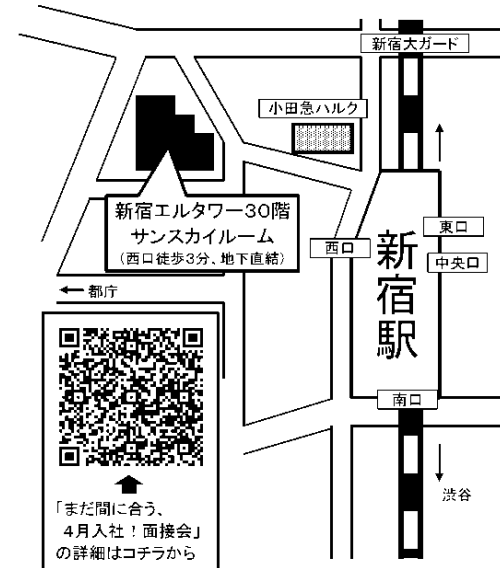 新宿大ガード
小田急ハルク
新宿エルタワー30階
サンスカイルーム
(西口徒歩3分、地下直結)
西口
東口
中央口
新宿駅
←都庁
南口
渋谷
「まだ間に合う、
4月入社！面接会」
の詳細はコチラから